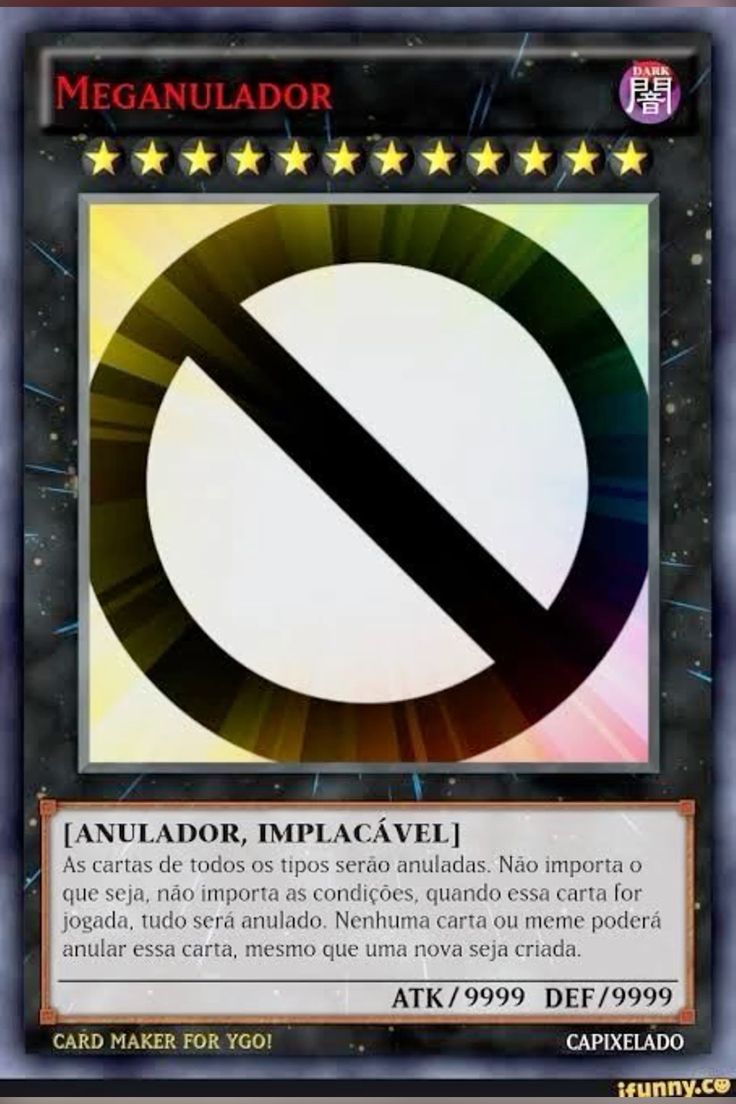 MEGANULADOR
DARK
闇
[ANULADOR, IMPLACÁVEL]
As cartas de todos os tipos serão anuladas. Não importa o
que seja, não importa as condições, quando essa carta for
jogada, tudo será anulado. Nenhuma carta ou meme poderá
anular essa carta, mesmo que uma nova seja criada.
ATK/9999 DEF/9999
CARD MAKER FOR YGO! CAPIXELADO
ifunny.co